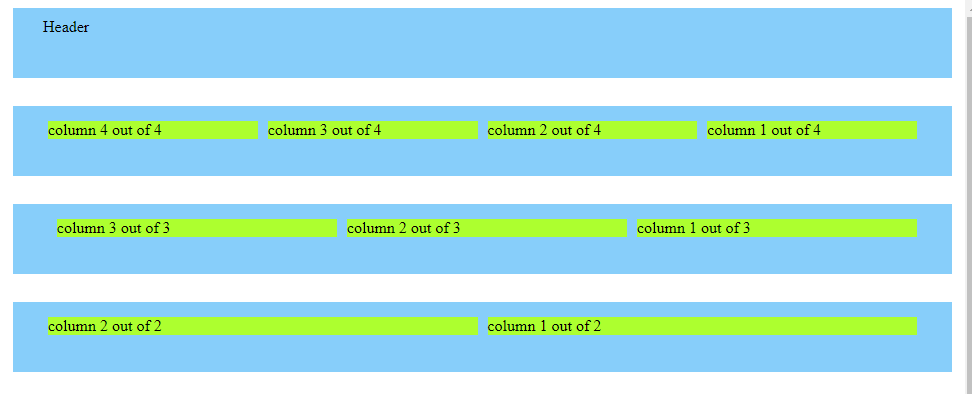 Header
column 4 out of 4 column 3 out of 4 column 2 out of 4 column 1 out of 4
column 3 out of 3 column 2 out of 3 column 1 out of 3
column 2 out of 2 column 1 out of 2